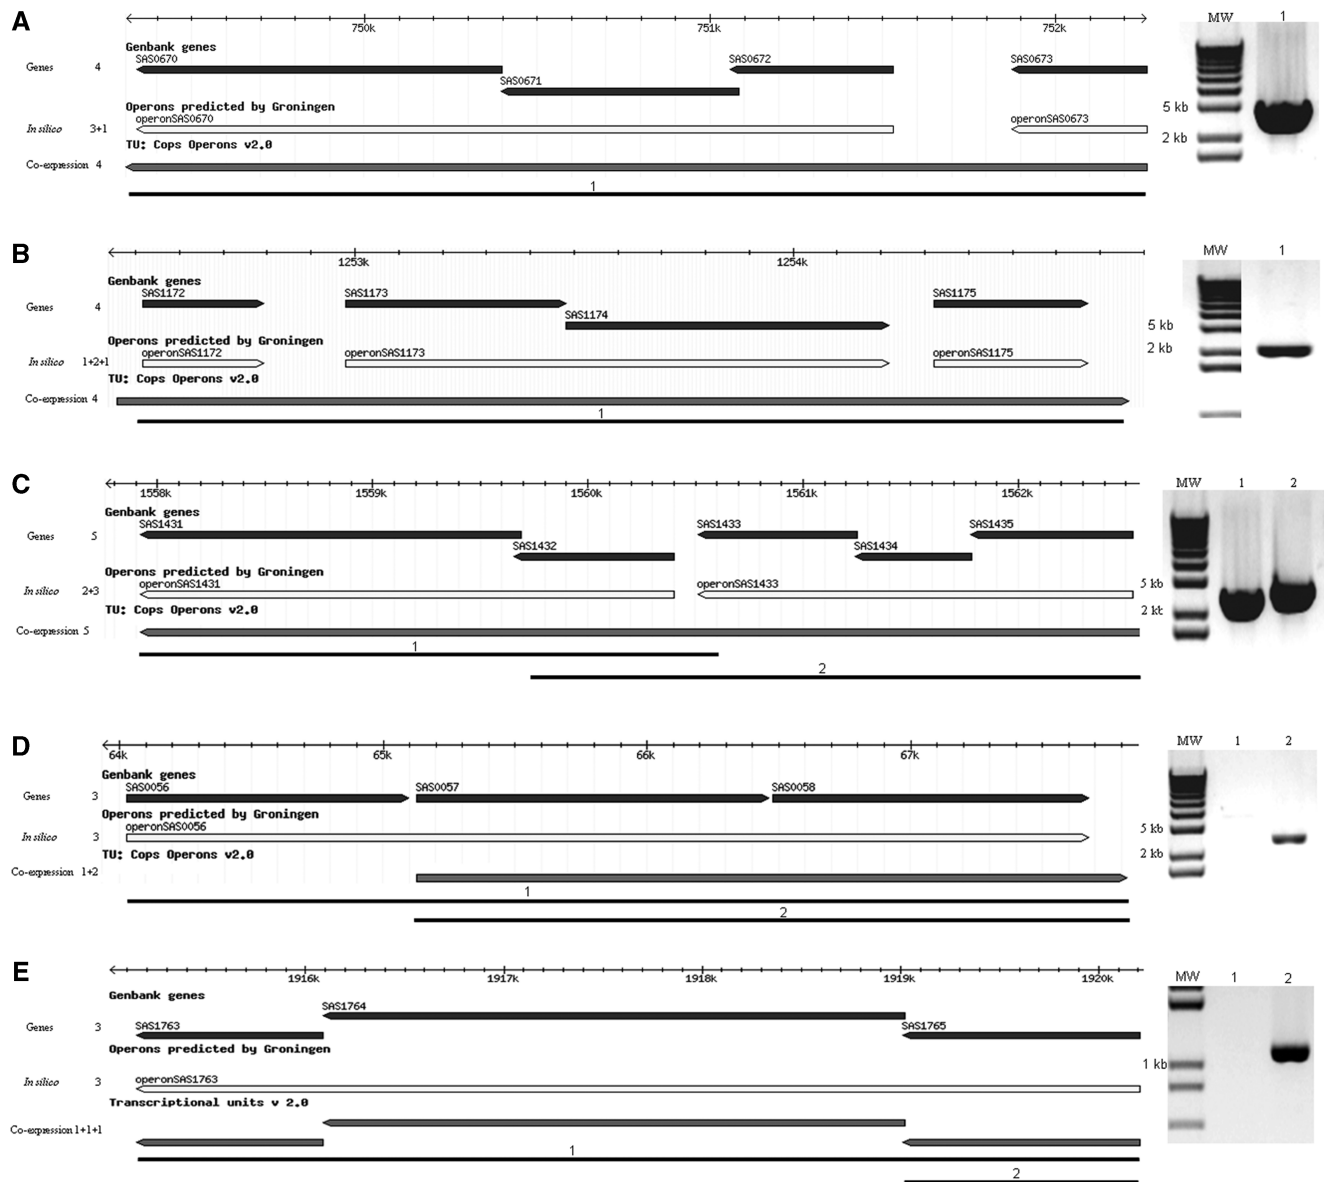 A
750k 751k 752k
MW 1
Genbank genes
Genes 4
SAS0670 SAS0671 SAS0672 SAS0673
Operons predicted by Groningen
In silico 3+1
operonSAS0670 operonSAS0673
TU: Cops Operons v2.0
Co-expression 4
1
5 kb
2 kb
B
1253k 1254k
MW 1
Genbank genes
Genes 4
SAS1172 SAS1173 SAS1174 SAS1175
Operons predicted by Groningen
In silico 1+2+1
operonSAS1172 operonSAS1173 operonSAS1175
TU: Cops Operons v2.0
Co-expression 4
1
5 kb
2 kb
C
1558k 1559k 1560k 1561k 1562k
MW 1 2
Genbank genes
Genes 5
SAS1431 SAS1432 SAS1433 SAS1434 SAS1435
Operons predicted by Groningen
In silico 2+3
operonSAS1431 operonSAS1433
TU: Cops Operons v2.0
Co-expression 5
1
2
5 kb
2 kt
D
64k 65k 66k 67k
MW 1 2
Genbank genes
Genes 3
SAS0056 SAS0057 SAS0058
Operons predicted by Groningen
In silico 3
operonSAS0056
TU: Cops Operons v2.0
Co-expression 1+2
1
2
5 kb
2 kb
E
1916k 1917k 1918k 1919k 1920k
MW 1 2
Genbank genes
Genes 3
SAS1763 SAS1764 SAS1765
Operons predicted by Groningen
In silico 3
operonSAS1763
Transcriptional units v 2.0
Co-expression 1+1+1
1
2
1 kb